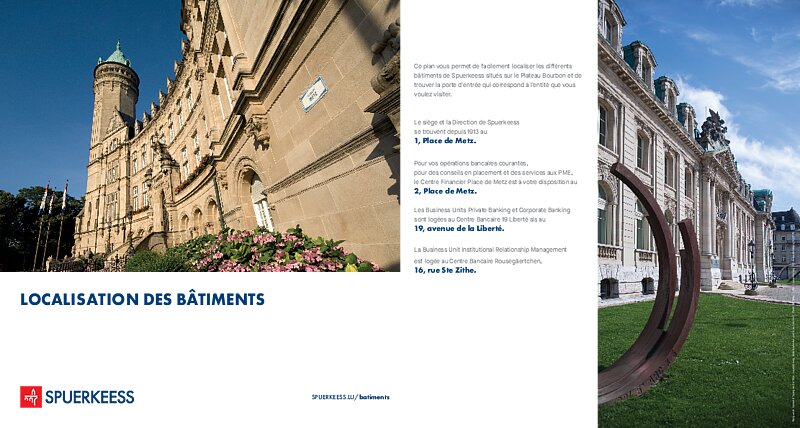 Ce plan vous permet de facilement localiser les différents
bâtiments de Spuerkeess situés sur le Plateau Bourbon et de
trouver la porte d'entrée qui correspond à l'entité que vous
voulez visiter.
Le siège et la Direction de Spuerkeess
se trouvent depuis 1913 au
1, Place de Metz.
Pour vos opérations bancaires courantes,
pour des conseils en placement et des services aux PME,
le Centre Financier Place de Metz est à votre disposition au
2, Place de Metz.
Les Business Units Private Banking et Corporate Banking
sont logées au Centre Bancaire 19 Liberté sis au
19, avenue de la Liberté.
La Business Unit Institutional Relationship Management
est logée au Centre Bancaire Rousegäertchen,
16, rue Ste Zithe.
LOCALISATION DES BÂTIMENTS
SPUERKEESS
SPUERKEESS.LU/batiments